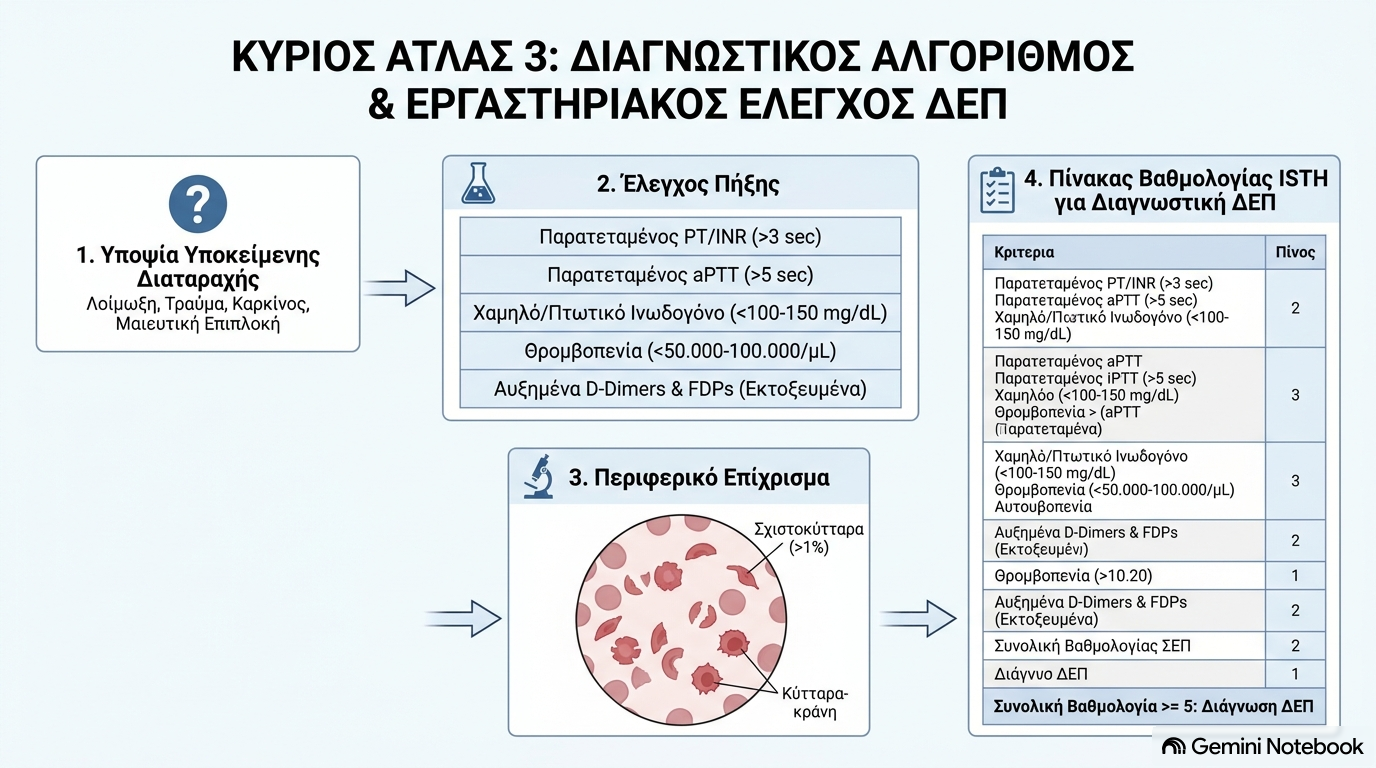 ΚΥΡΙΟΣ ΑΤΛΑΣ 3: ΔΙΑΓΝΩΣΤΙΚΟΣ ΑΛΓΟΡΙΘΜΟΣ
& ΕΡΓΑΣΤΗΡΙΑΚΟΣ ΕΛΕΓΧΟΣ ΔΕΠ
1. Υποψία Υποκείμενης
Διαταραχής
Λοίμωξη, Τραύμα, Καρκίνος,
Μαιευτική Επιπλοκή
2. Έλεγχος Πήξης
Παρατεταμένος PT/INR (>3 sec)
Παρατεταμένος aPTT (>5 sec)
Χαμηλό/Πτωτικό Ινωδογόνο (<100-150 mg/dL)
Θρομβοπενία (<50.000-100.000/μL)
Αυξημένα D-Dimers & FDPs (Εκτοξευμένα)
3. Περιφερικό Επίχρισμα
Σχιστοκύτταρα
(>1%)
Κύτταρα-
κράνη
4. Πίνακας Βαθμολογίας ISTH
για Διαγνωστική ΔΕΠ
Κριτερια Πίνος
Παρατεταμένος PT/INR (>3 sec)
Παρατεταμένος aPTT (>5 sec)
Χαμηλό/Πωτικό Ινωδογόνο (<100-
150 mg/dL)
2
Παρατεταμένος aPTT
Παρατεταμένος iPTT (>5 sec)
Χαμηλόο (<100-150 mg/dL)
Θρομβοπενία > (aPTT
(Παρατεταμένα)
3
Χαμηλό/Πτωτικό Ινωδογόνο
(<100-150 mg/dL)
Θρομβοπενία (<50.000-100.000/μL)
Αυτουβοπενία
3
Αυξημένα D-Dimers & FDPs
2
Θρομβοπενία (>10.20) 1
Αυξημένα D-Dimers & FDPs
(Εκτοξευμένα)
2
Συνολική Βαθμολογίας ΣΕΠ 2
Διάγνυο ΔΕΠ 1
Συνολική Βαθμολογία >= 5: Διάγνωση ΔΕΠ
Gemini Notebook